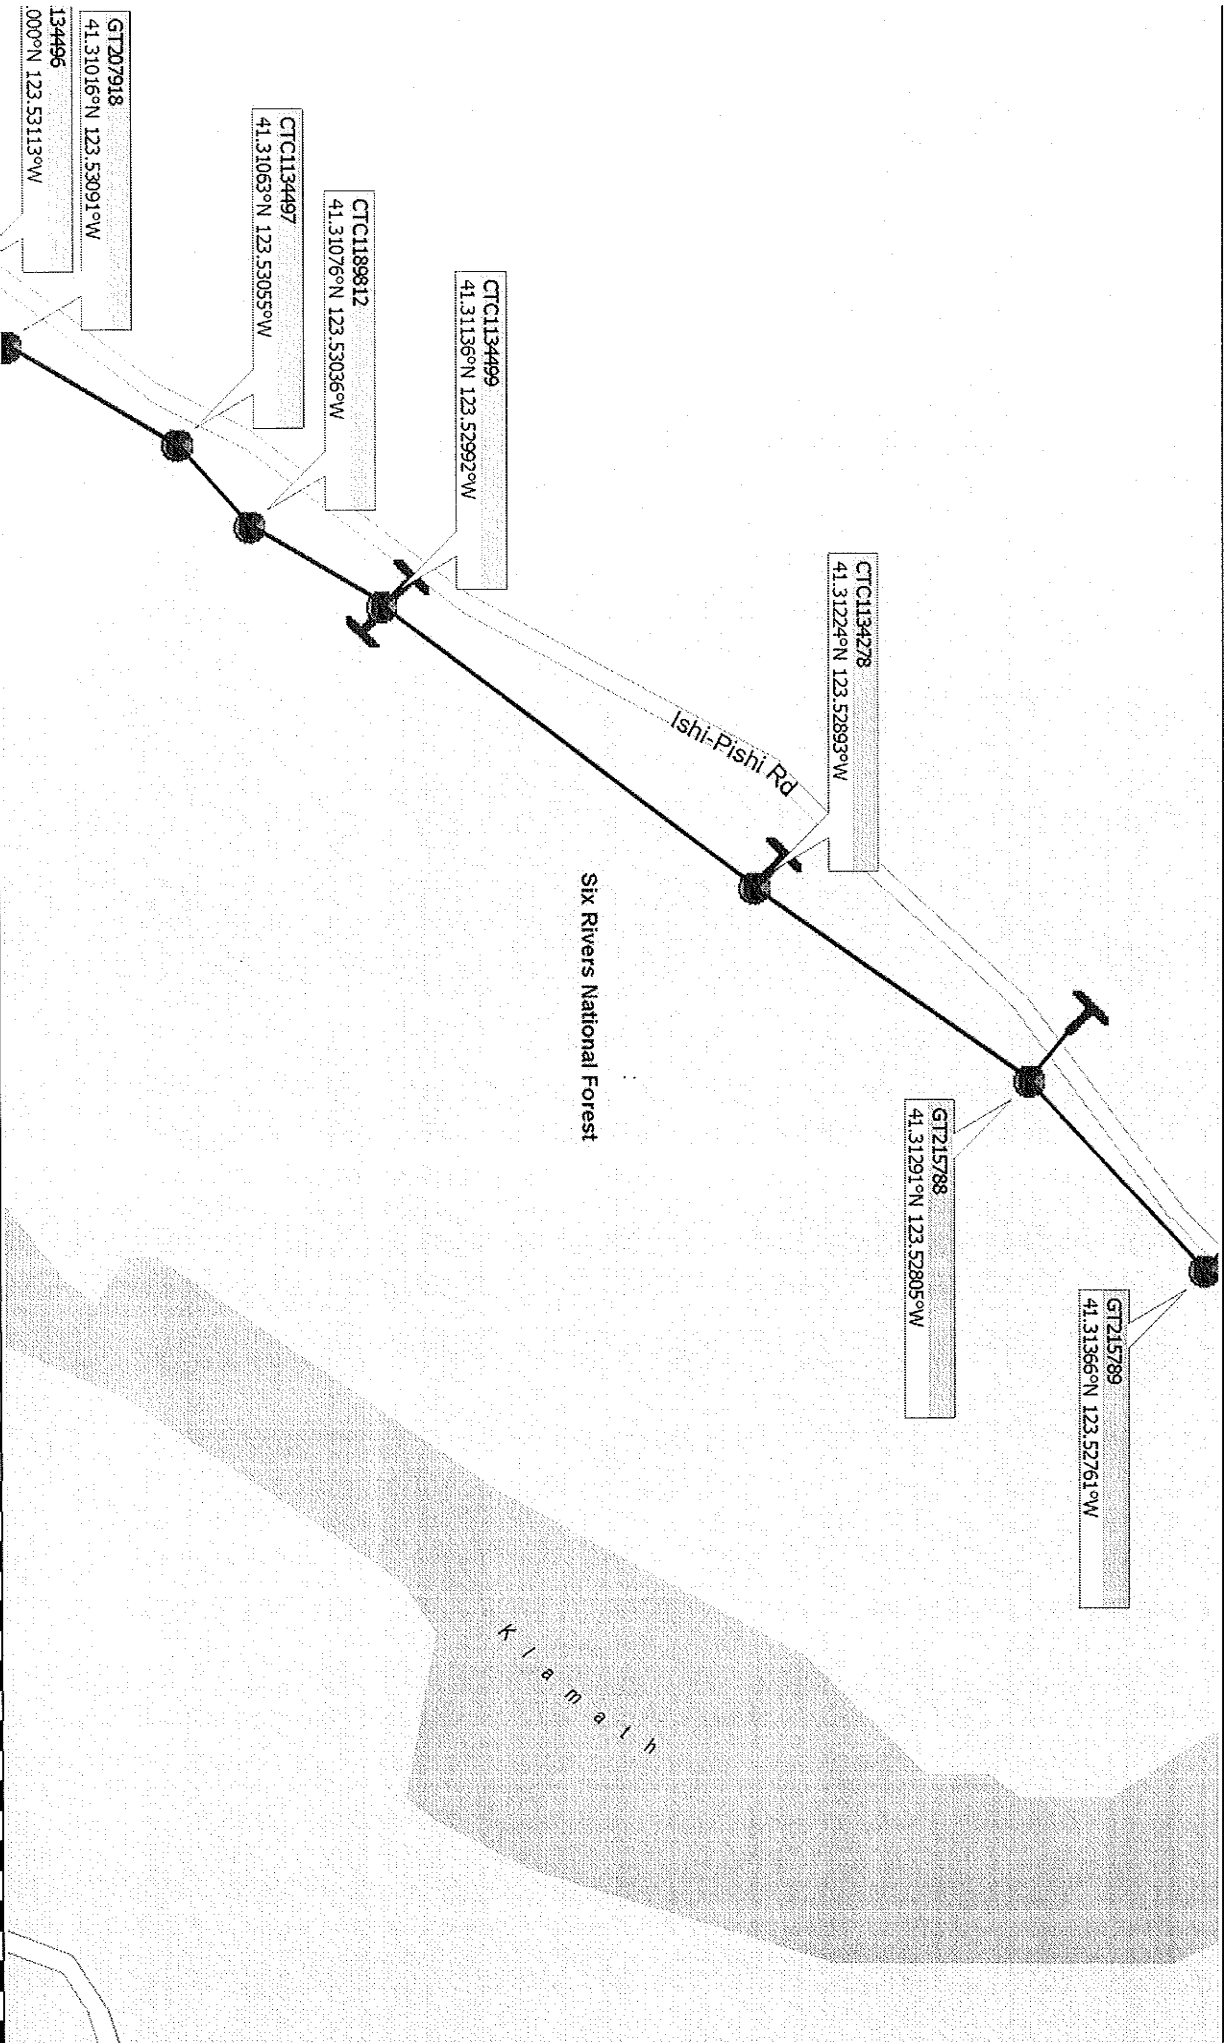 134496
.000°N 123.53113°W
GT207918
41.31016°N 123.53091°W
CTC1134497
41.31063°N 123.53055°W
CTC1189812
41.31076°N 123.53036°W
CTC1134499
41.31136°N 123.52992°W
CTC1134278
41.31224°N 123.52893°W
Ishi-Pishi Rd
Six Rivers National Forest
GT215788
41.31291°N 123.52805°W
GT215789
41.31366°N 123.52761°W
Klamath